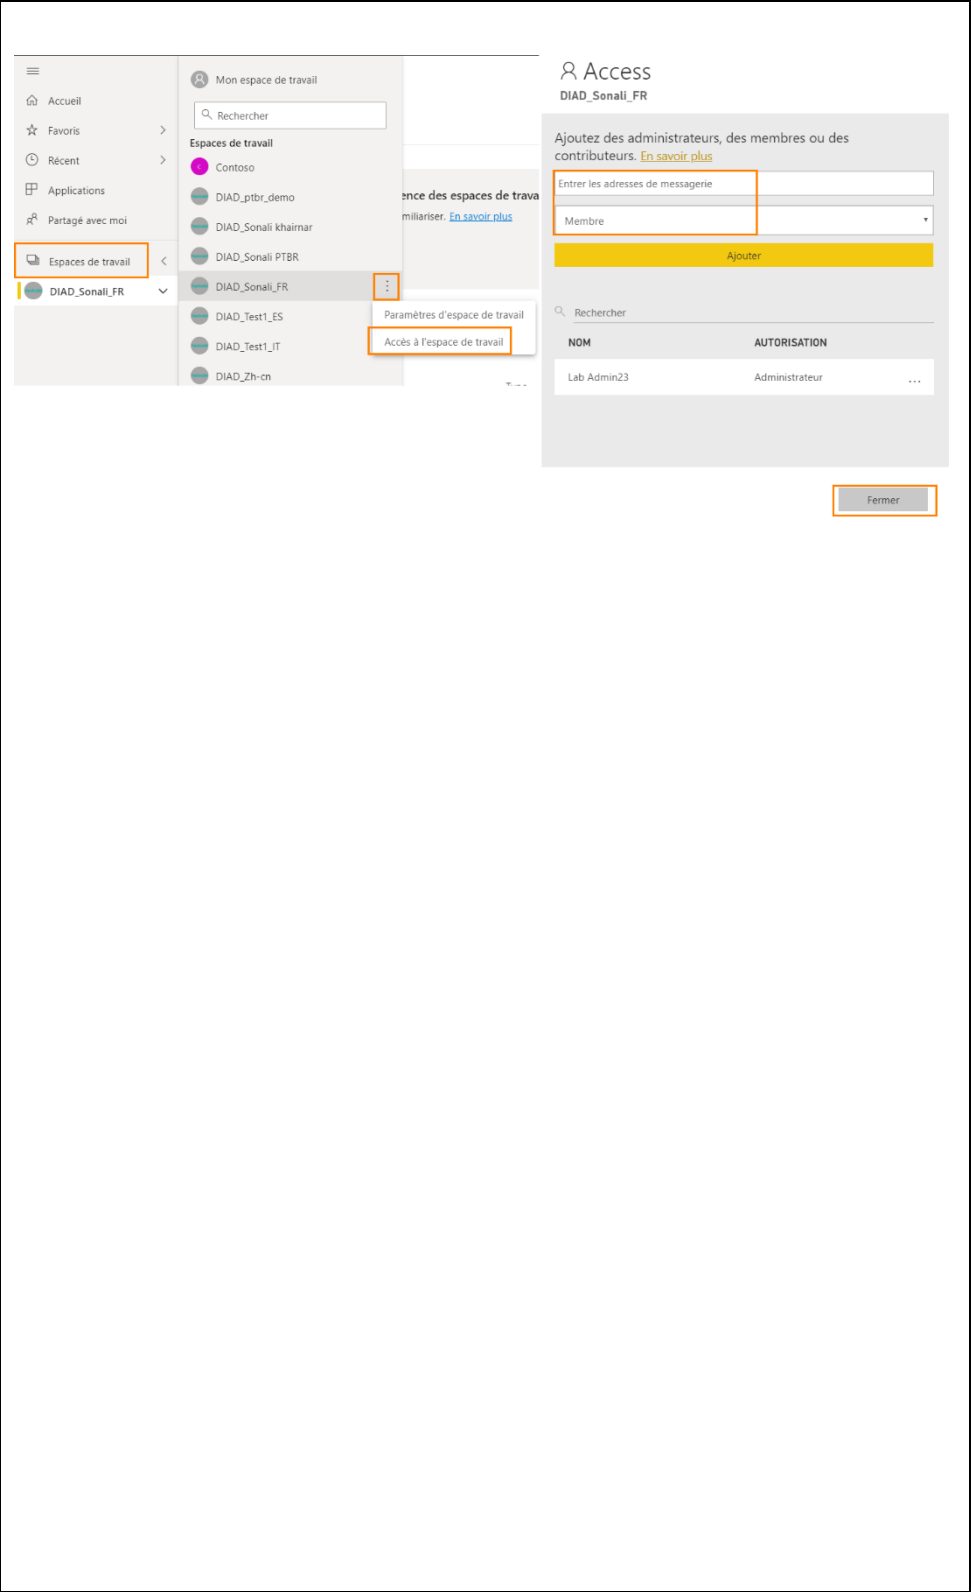 Accueil
Favoris
Récent
Applications
Partagé avec moi
Espaces de travail
DIAD_Sonali_FR
Mon espace de travail
Rechercher
Espaces de travail
C
Contoso
DIAD_ptbr_demo
DIAD_Sonali khairnar
DIAD_Sonali PTBR
DIAD_Sonali_FR
DIAD_Test1_ES
DIAD_Test1_IT
DIAD_Zh-cn
ence des espaces de trava
miliariser. En savoir plus
Paramètres d'espace de travail
Accès à l'espace de travail
Access
DIAD_Sonali_FR
Ajoutez des administrateurs, des membres ou des
contributeurs. En savoir plus
Entrer les adresses de messagerie
Membre
Ajouter
Rechercher
NOM AUTORISATION
Lab Admin23 Administrateur ...
Fermer